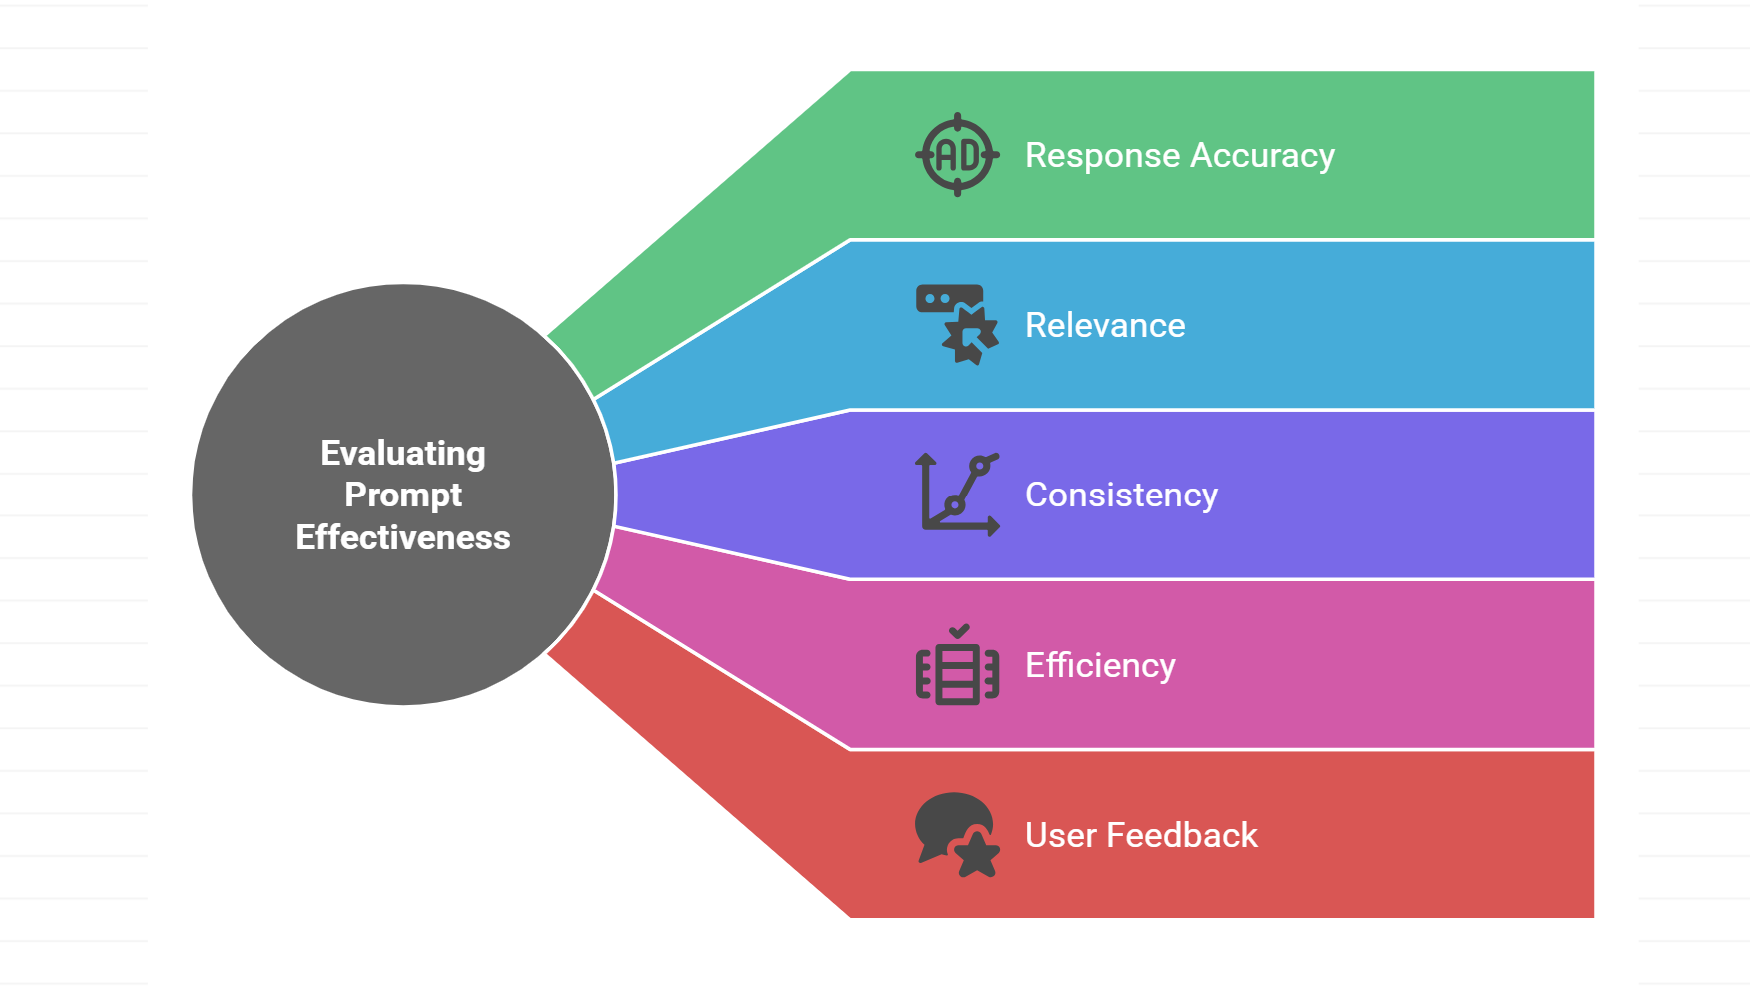 Evaluating
Prompt
Effectiveness
AD
Response Accuracy
Relevance
Consistency
Efficiency
User Feedback